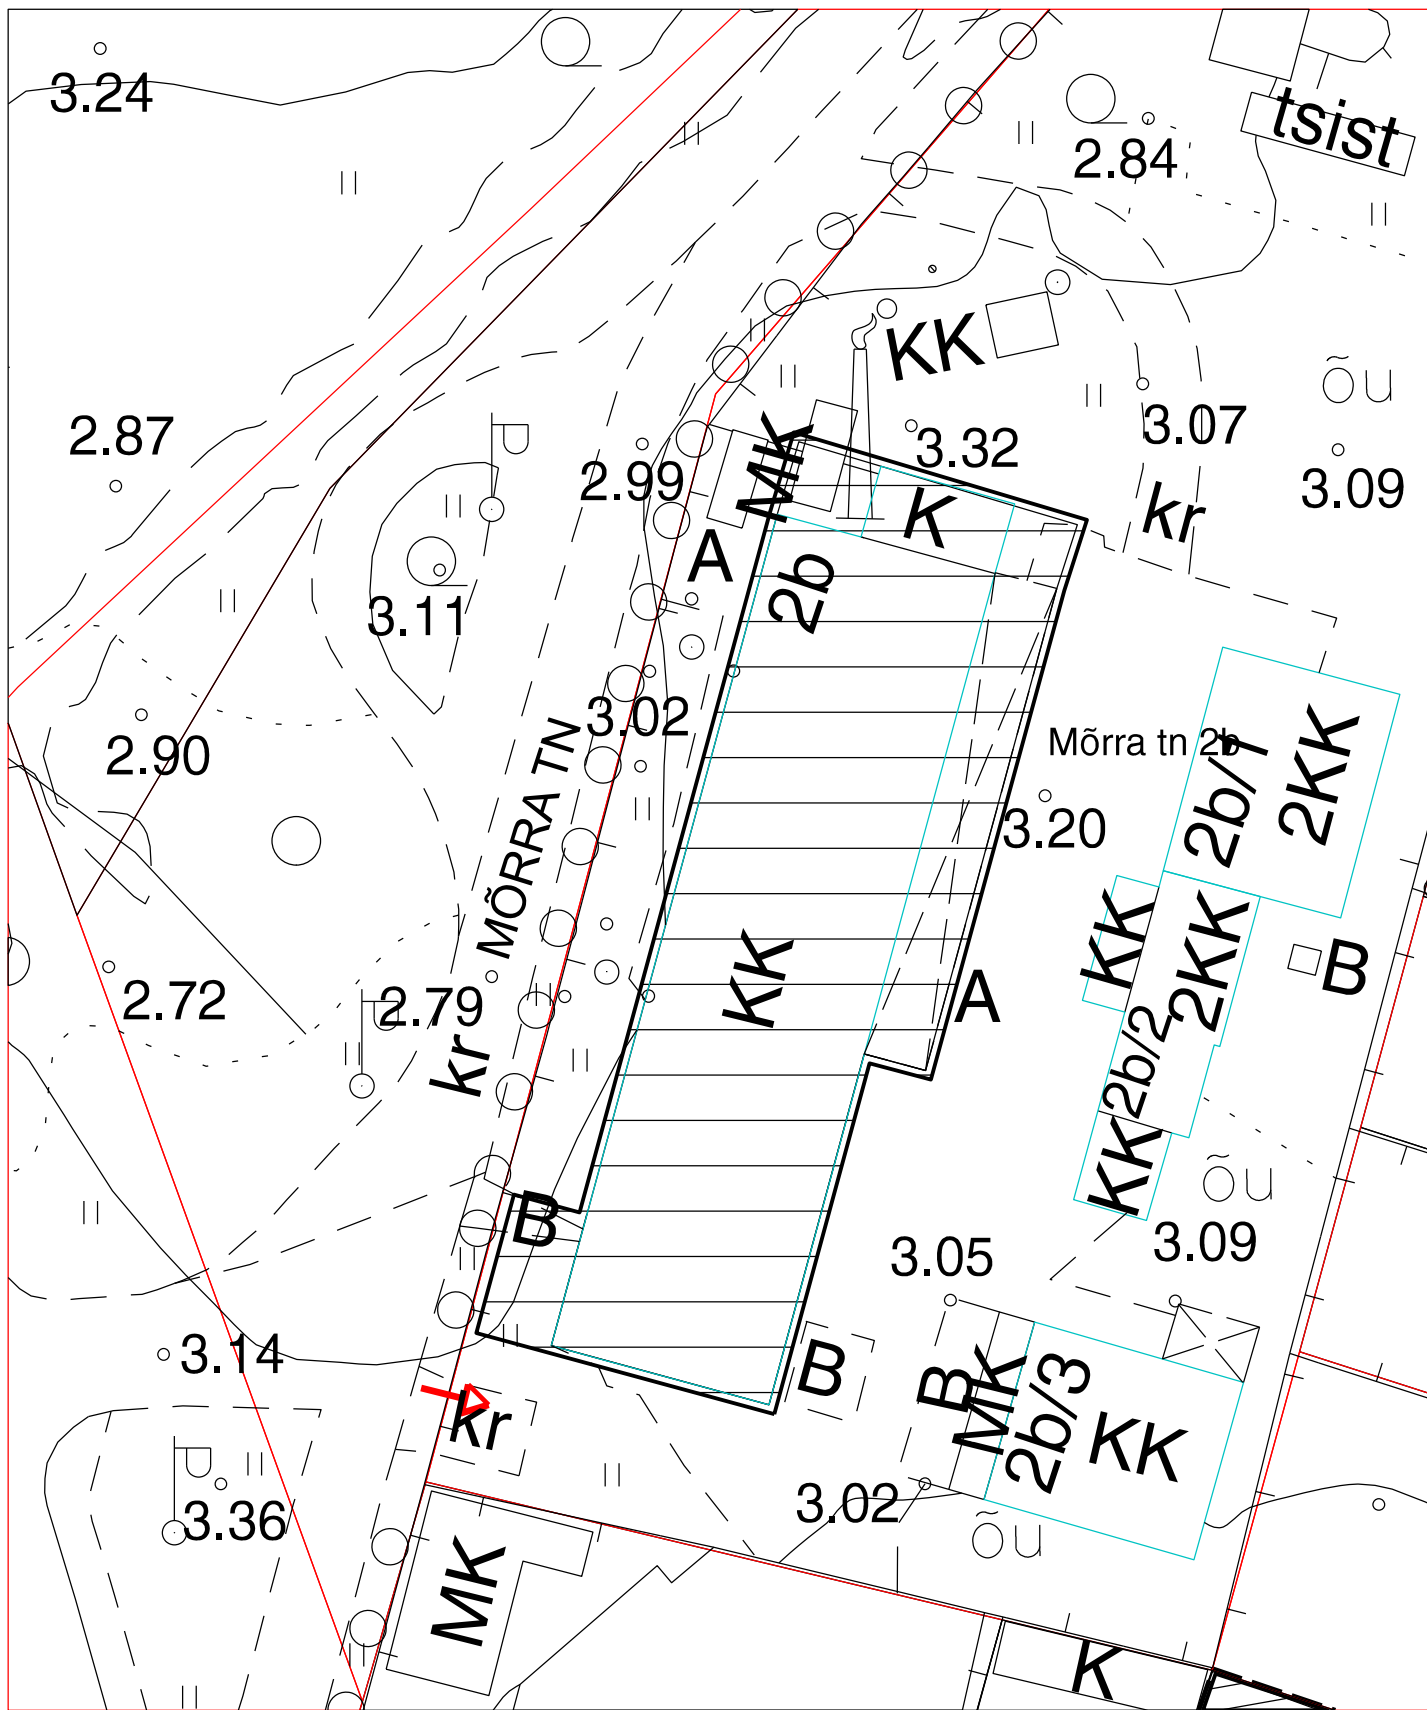 3.24
tsist
2.84
KK
õu
2.87
3.07
3.32
MK
2.99
3.09
K
kr
A
2b
3.11
3.02
Mõrra tn 2b
2.90
MÕRRA TN
2b/1
2KK
3.20
KK
2KK
B
KK
2.72
2.79
A
kr
2b/2
KK
õu
B
3.09
3.05
3.14
B
B
MK
2b/3
KK
kr
3.36
3.02
õu
MK
K